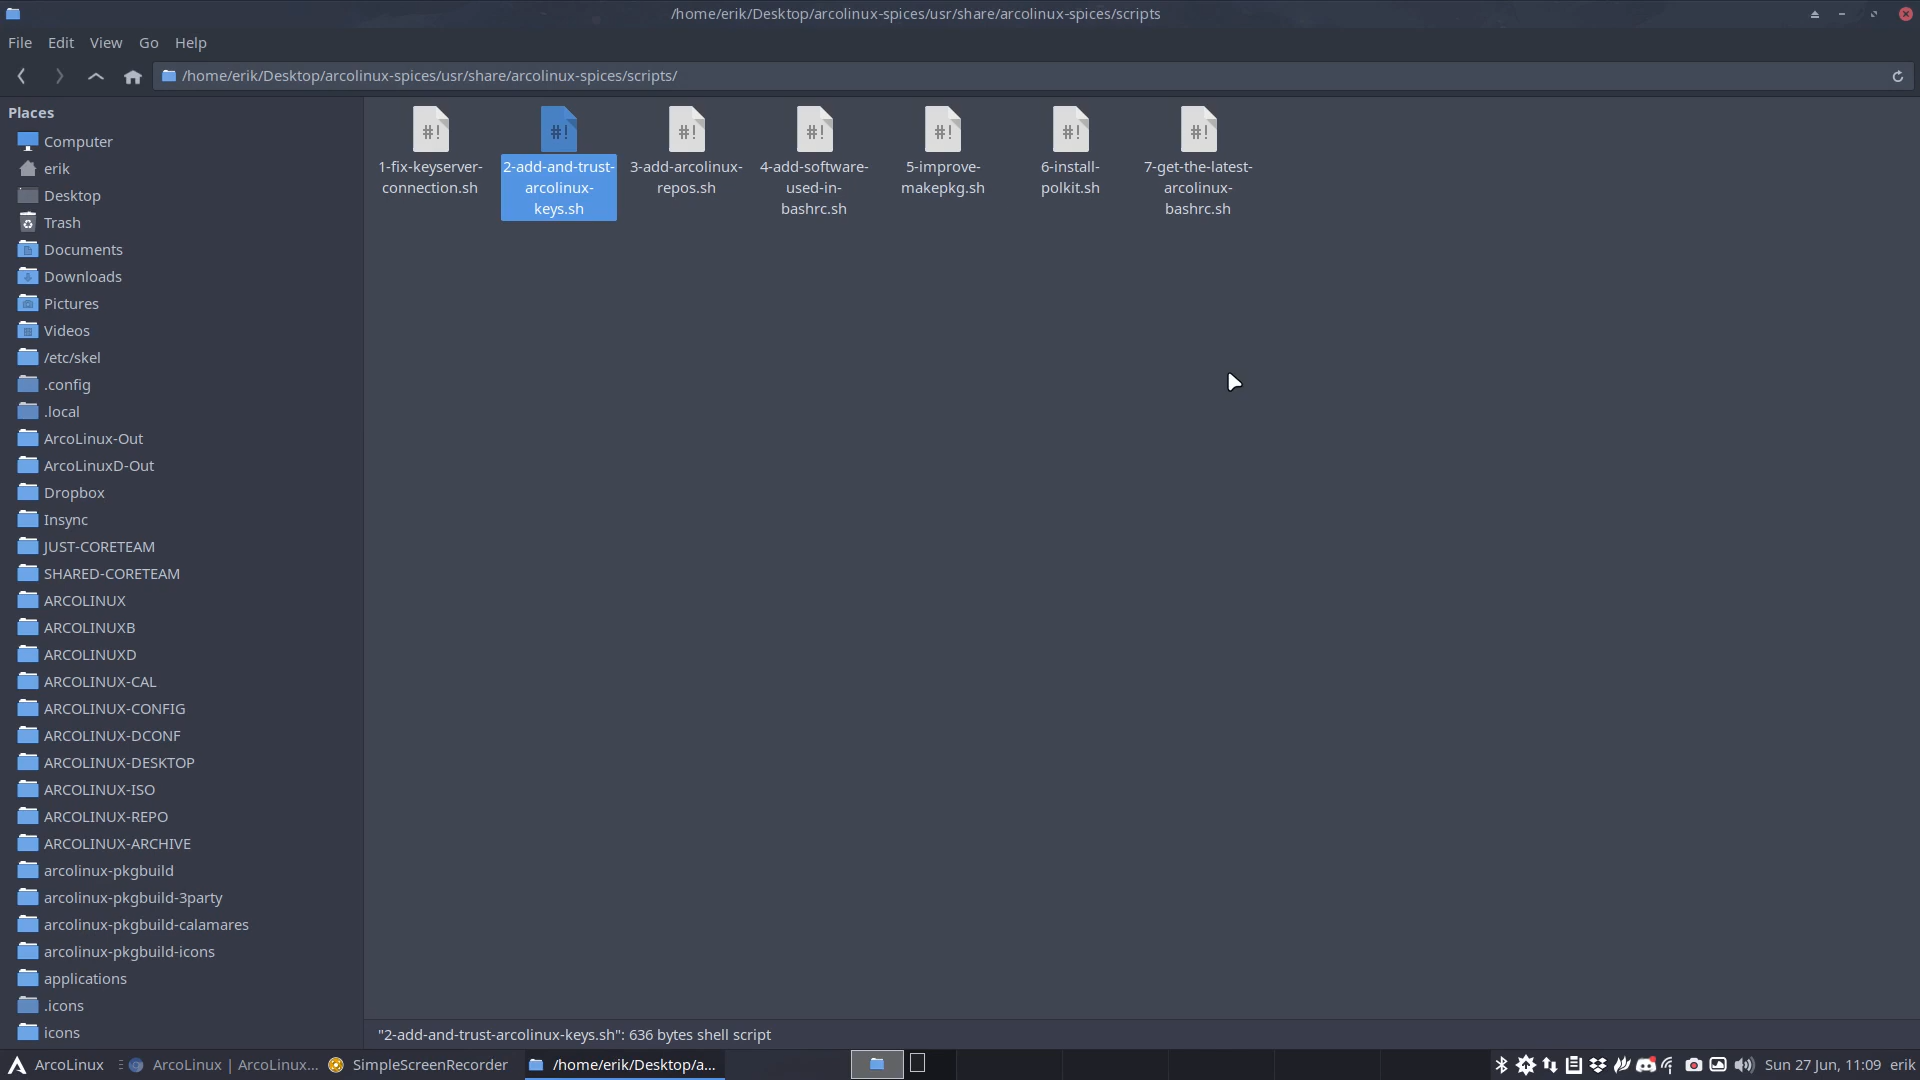 /home/erik/Desktop/arcolinux-spices/usr/share/arcolinux-spices/scripts
File Edit View Go Help
/home/erik/Desktop/arcolinux-spices/usr/share/arcolinux-spices/scripts/
Places
Computer
erik
Desktop
Trash
Documents
Downloads
Pictures
Videos
/etc/skel
.config
.local
ArcoLinux-Out
ArcoLinuxD-Out
Dropbox
Insync
JUST-CORETEAM
SHARED-CORETEAM
ARCOLINUX
ARCOLINUXB
ARCOLINUXD
ARCOLINUX-CAL
ARCOLINUX-CONFIG
ARCOLINUX-DCONF
ARCOLINUX-DESKTOP
ARCOLINUX-ISO
ARCOLINUX-REPO
ARCOLINUX-ARCHIVE
arcolinux-pkgbuild
arcolinux-pkgbuild-3party
arcolinux-pkgbuild-calamares
arcolinux-pkgbuild-icons
applications
.icons
icons
#!
1-fix-keyserver-
connection.sh
#!
2-add-and-trust-
arcolinux-
keys.sh
#!
3-add-arcolinux-
repos.sh
#!
4-add-software-
used-in-
bashrc.sh
#!
5-improve-
makepkg.sh
#!
6-install-
polkit.sh
#!
7-get-the-latest-
arcolinux-
bashrc.sh
"2-add-and-trust-arcolinux-keys.sh": 636 bytes shell script
ArcoLinux ArcoLinux | ArcoLinux... SimpleScreenRecorder /home/erik/Desktop/a... Sun 27 Jun, 11:09 erik